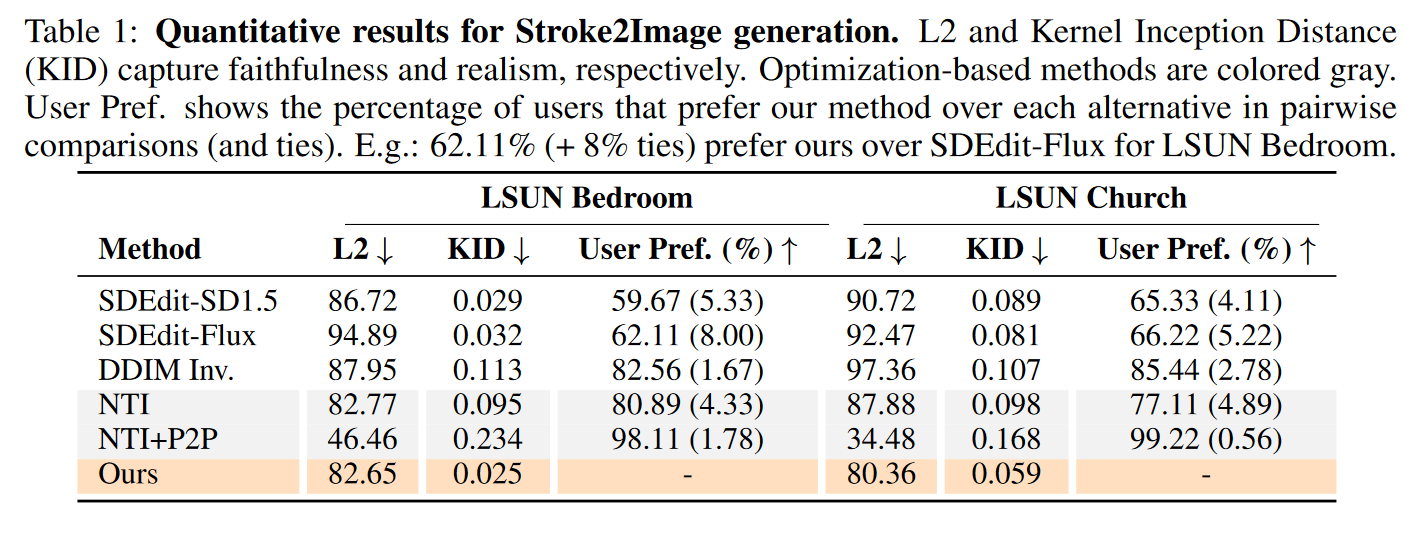 Table 1: Quantitative results for Stroke2Image generation. L2 and Kernel Inception Distance
(KID) capture faithfulness and realism, respectively. Optimization-based methods are colored gray.
User Pref. shows the percentage of users that prefer our method over each alternative in pairwise
comparisons (and ties). E.g.: 62.11% (+ 8% ties) prefer ours over SDEdit-Flux for LSUN Bedroom.
LSUN Bedroom LSUN Church
Method L2 ↓ KID ↓ User Pref. (%) ↑ L2 ↓ KID ↓ User Pref. (%) ↑
SDEdit-SD1.5 86.72 0.029 59.67 (5.33) 90.72 0.089 65.33 (4.11)
SDEdit-Flux 94.89 0.032 62.11 (8.00) 92.47 0.081 66.22 (5.22)
DDIM Inv. 87.95 0.113 82.56 (1.67) 97.36 0.107 85.44 (2.78)
NTI 82.77 0.095 80.89 (4.33) 87.88 0.098 77.11 (4.89)
NTI+P2P 46.46 0.234 98.11 (1.78) 34.48 0.168 99.22 (0.56)
Ours 82.65 0.025 - 80.36 0.059 -